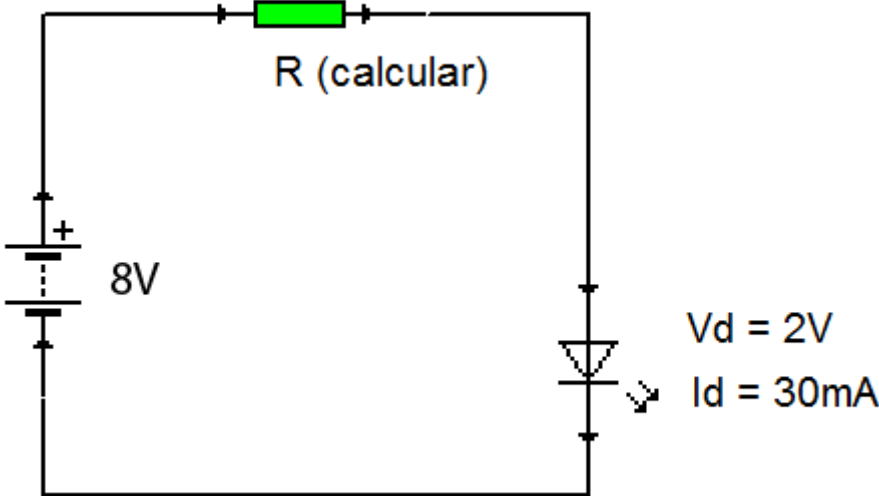 R (calcular)
+
8V
Vd = 2V
Id = 30mA